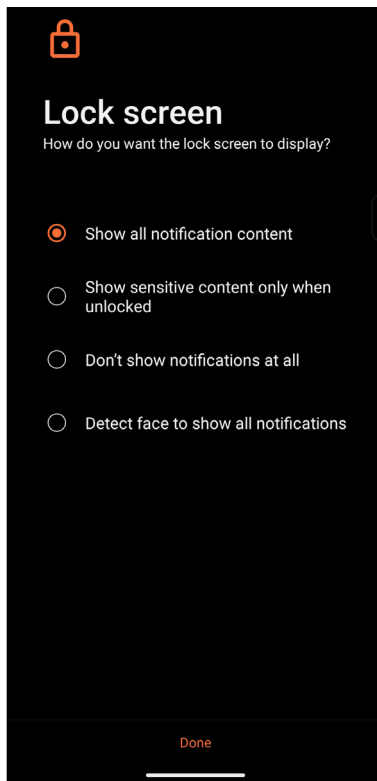 Lock screen
How do you want the lock screen to display?
Show all notification content
Show sensitive content only when
unlocked
Don't show notifications at all
Detect face to show all notifications
Done